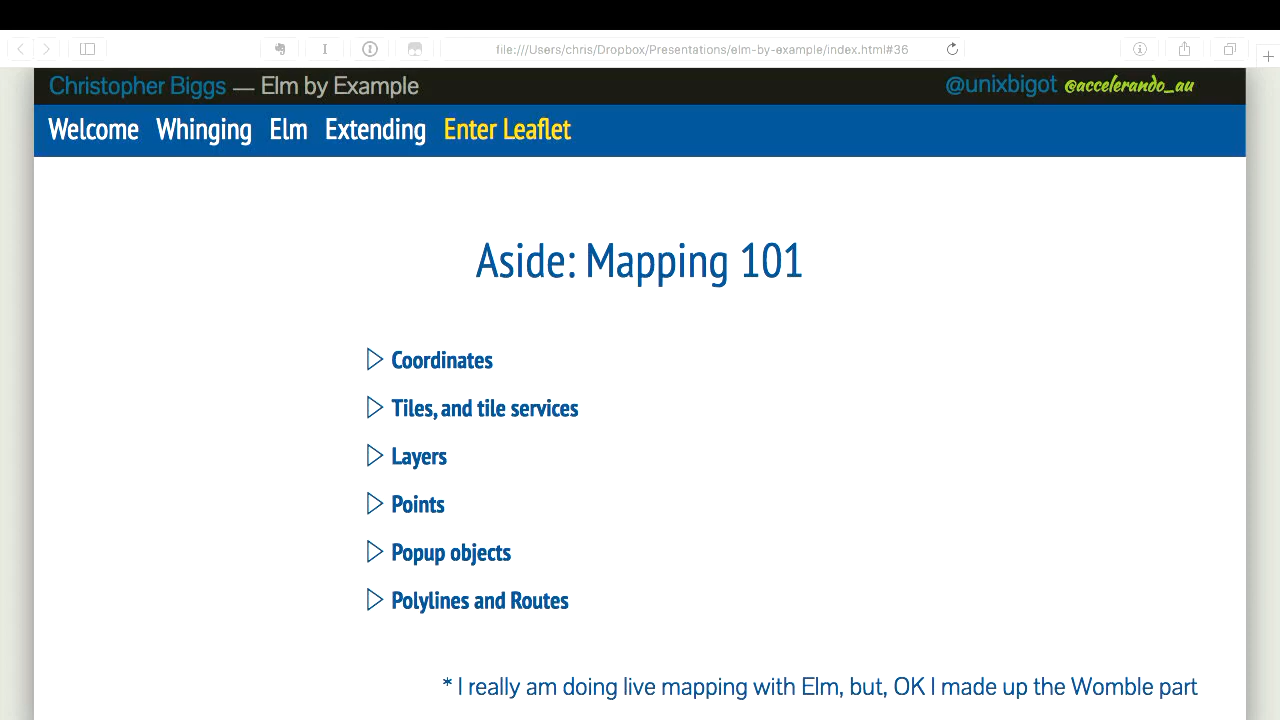 file:///Users/chris/Dropbox/Presentations/elm-by-example/index.html#36
Christopher Biggs — Elm by Example
@unixbigot @accelerando_au
Welcome Whinging Elm Extending Enter Leaflet
Aside: Mapping 101
Coordinates
Tiles, and tile services
Layers
Points
Popup objects
Polylines and Routes
* I really am doing live mapping with Elm, but, OK I made up the Womble part